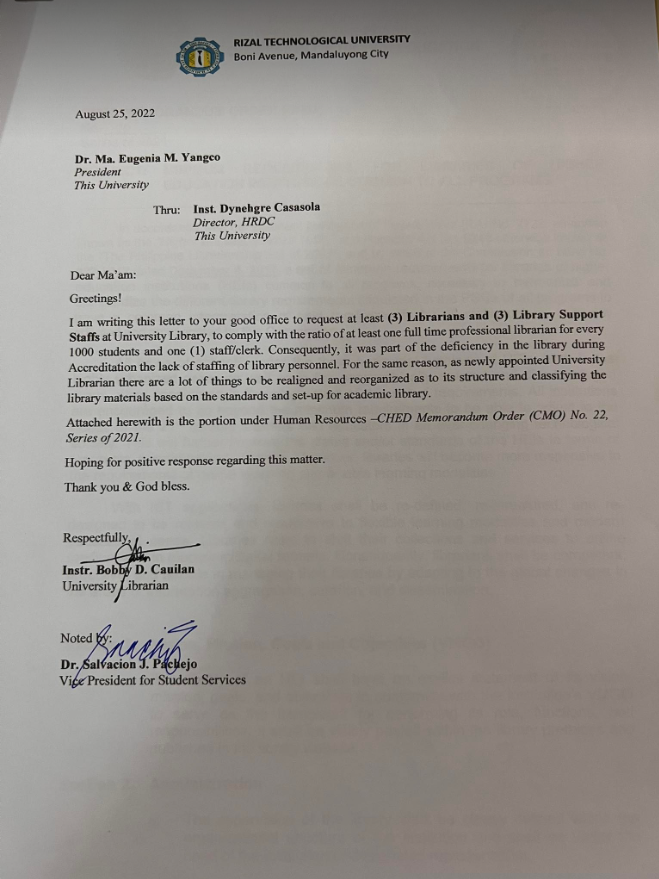 RIZAL TECHNOLOGICAL UNIVERSITY
Boni Avenue, Mandaluyong City
August 25, 2022
Dr. Ma. Eugenia M. Yangco
President
This University
Thru: Inst. Dynehgre Casasola
Director, HRDC
This University
Dear Ma'am:
Greetings!
I am writing this letter to your good office to request at least (3) Librarians and (3) Library Support
Staffs at University Library, to comply with the ratio of at least one full time professional librarian for every
1000 students and one (1) staff/clerk. Consequently, it was part of the deficiency in the library during
Accreditation the lack of staffing of library personnel. For the same reason, as newly appointed University
Librarian there are a lot of things to be realigned and reorganized as to its structure and classifying the
library materials based on the standards and set-up for academic library.
Attached herewith is the portion under Human Resources –CHED Memorandum Order (CMO) No. 22,
Series of 2021.
Hoping for positive response regarding this matter.
Thank you & God bless.
Respectfully,
Instr. Bobby D. Cauilan
University Librarian
Noted by:
Dr. Salvacion J. Pachejo
Vice President for Student Services